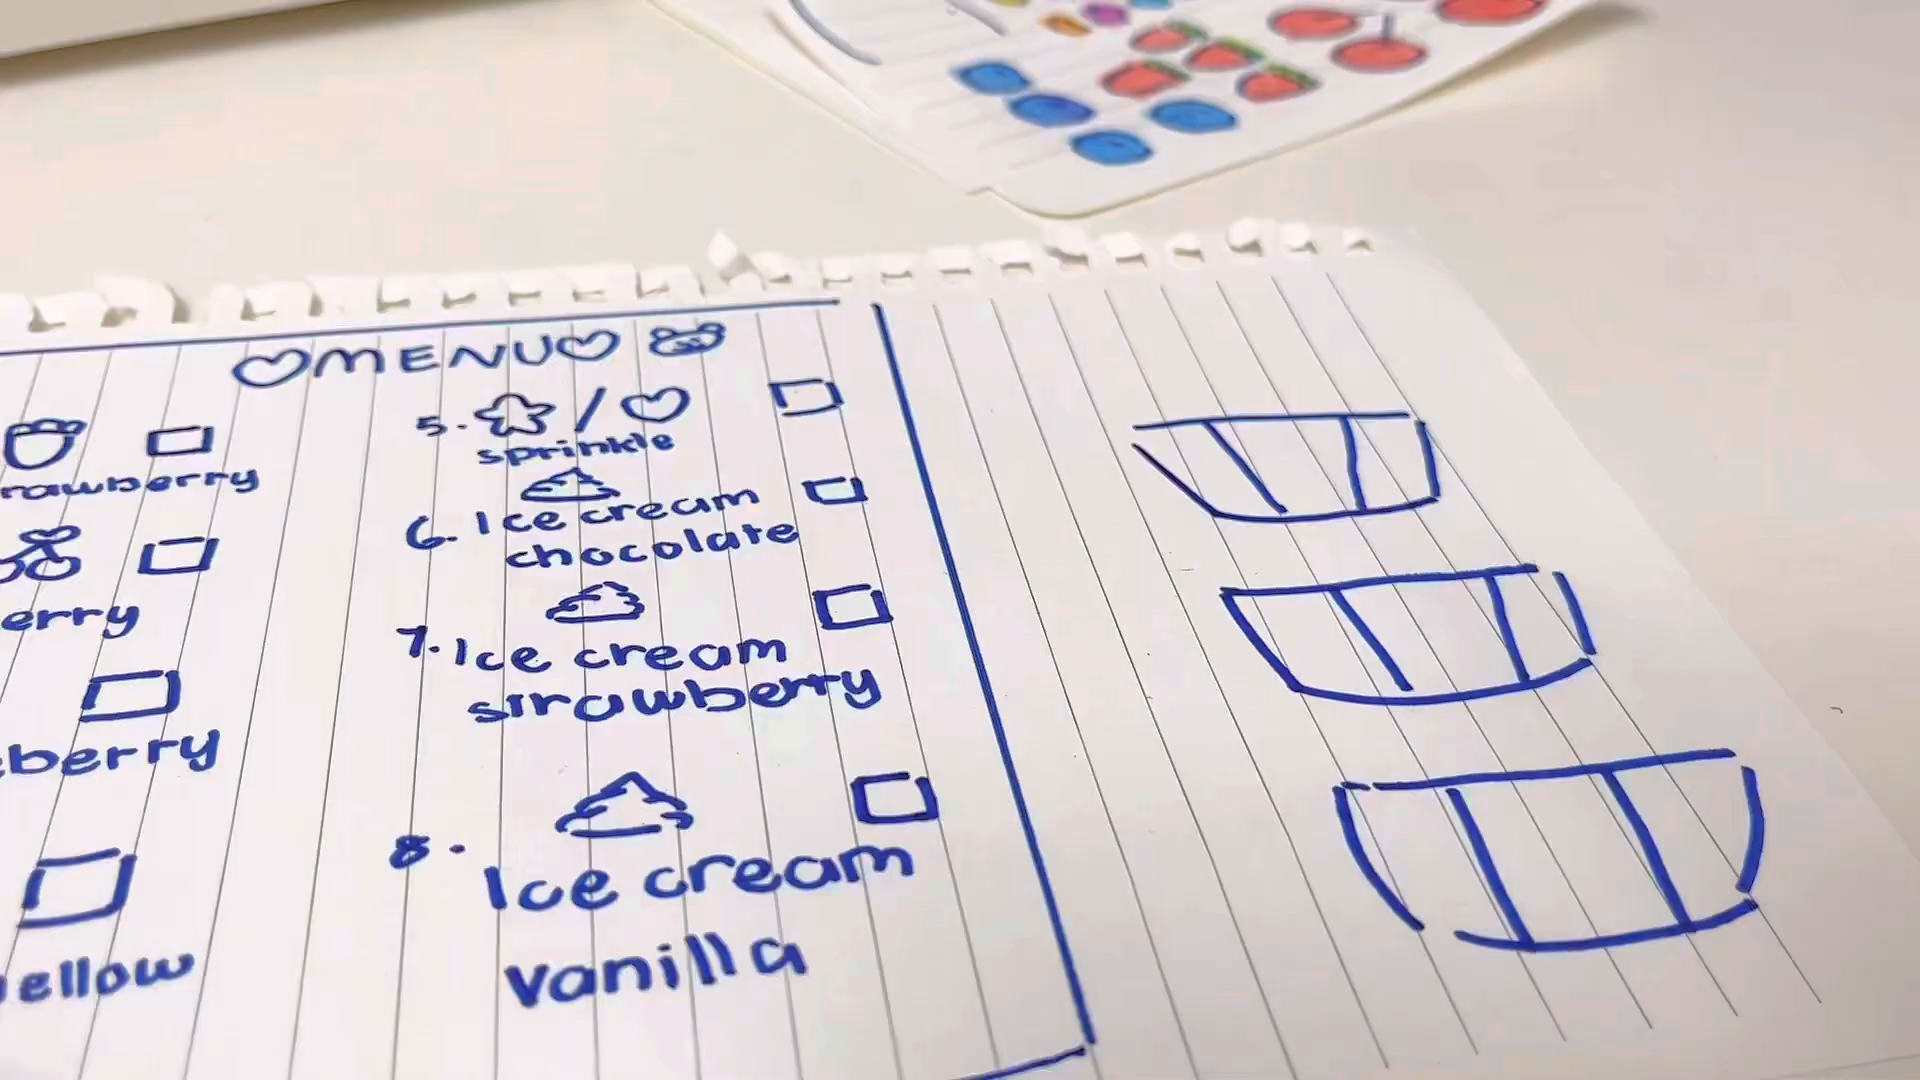 MENU
rawberry
erry
eberry
ellow
5.
sprinkle
6. Ice cream
chocolate
7. Ice cream
strawberry
8.
Ice cream
vanilla